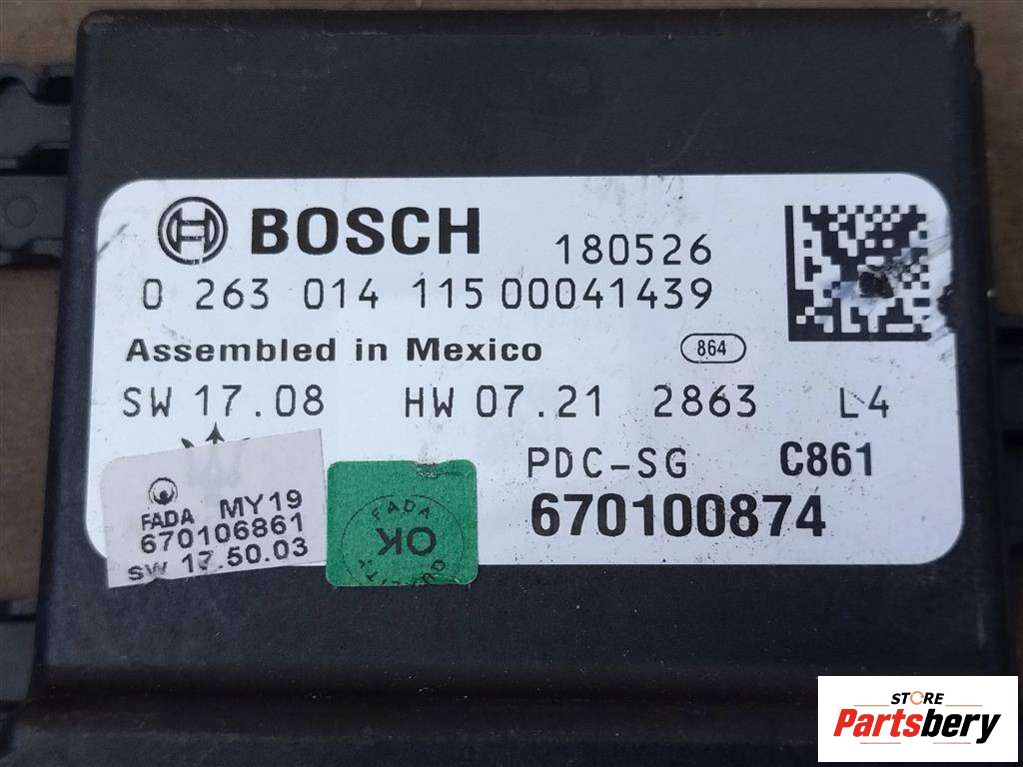 BOSCH 180526
0 263 014 115 00041439
Assembled in Mexico 864
SW 17.08 HW 07.21 2863 L4
PDC-SG C861
670100874
FADA MY19
670106861
SW 17.50.03
FADA
OK
STORE
Partsbery